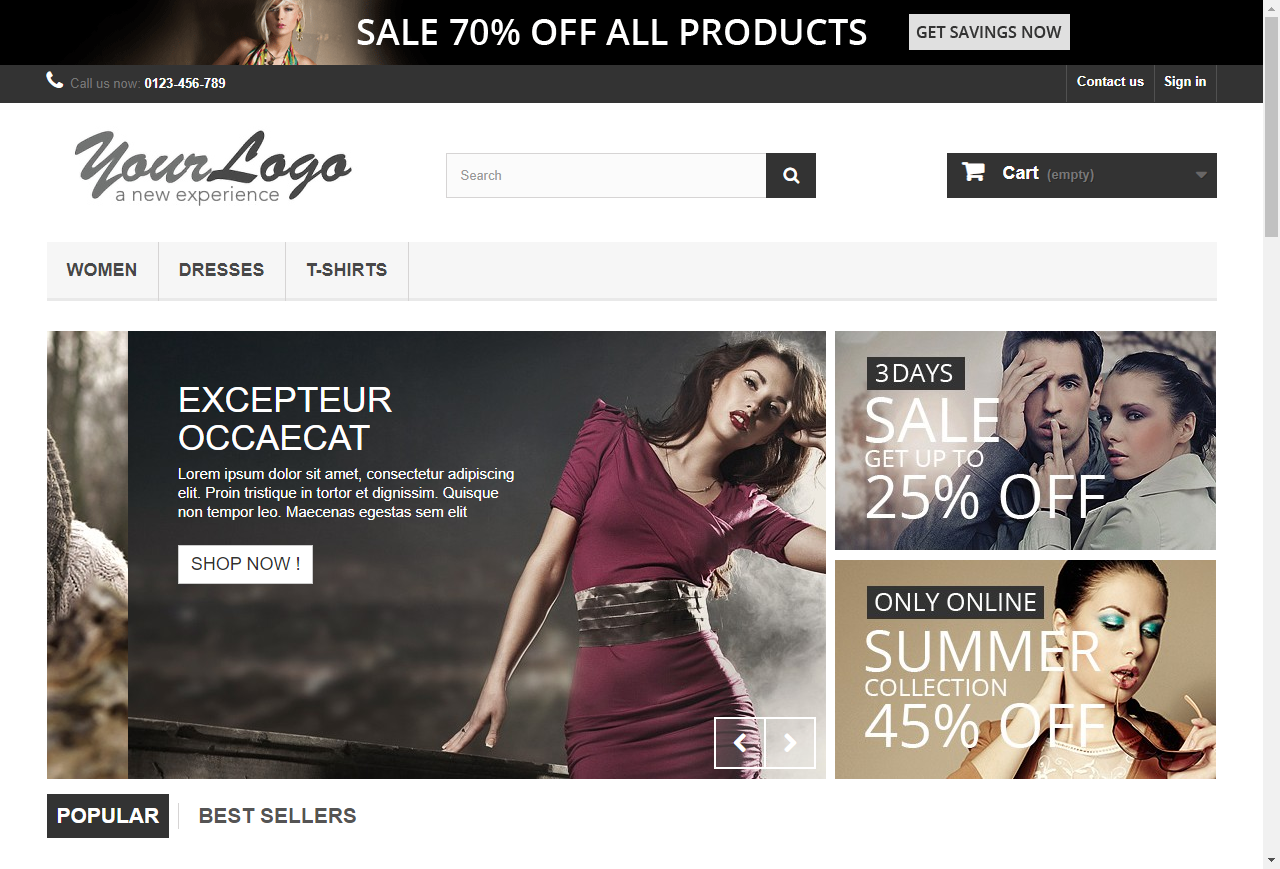 SALE 70% OFF ALL PRODUCTS
GET SAVINGS NOW
Call us now: 0123-456-789
Contact us
Sign in
YourLogo
a new experience
Search
Cart (empty)
WOMEN
DRESSES
T-SHIRTS
EXCEPTEUR
OCCAECAT
Lorem ipsum dolor sit amet, consectetur adipiscing
elit. Proin tristique in tortor et dignissim. Quisque
non tempor leo. Maecenas egestas sem elit
SHOP NOW !
3 DAYS
SALE
GET UP TO
25% OFF
ONLY ONLINE
SUMMER
COLLECTION
45% OFF
POPULAR
BEST SELLERS